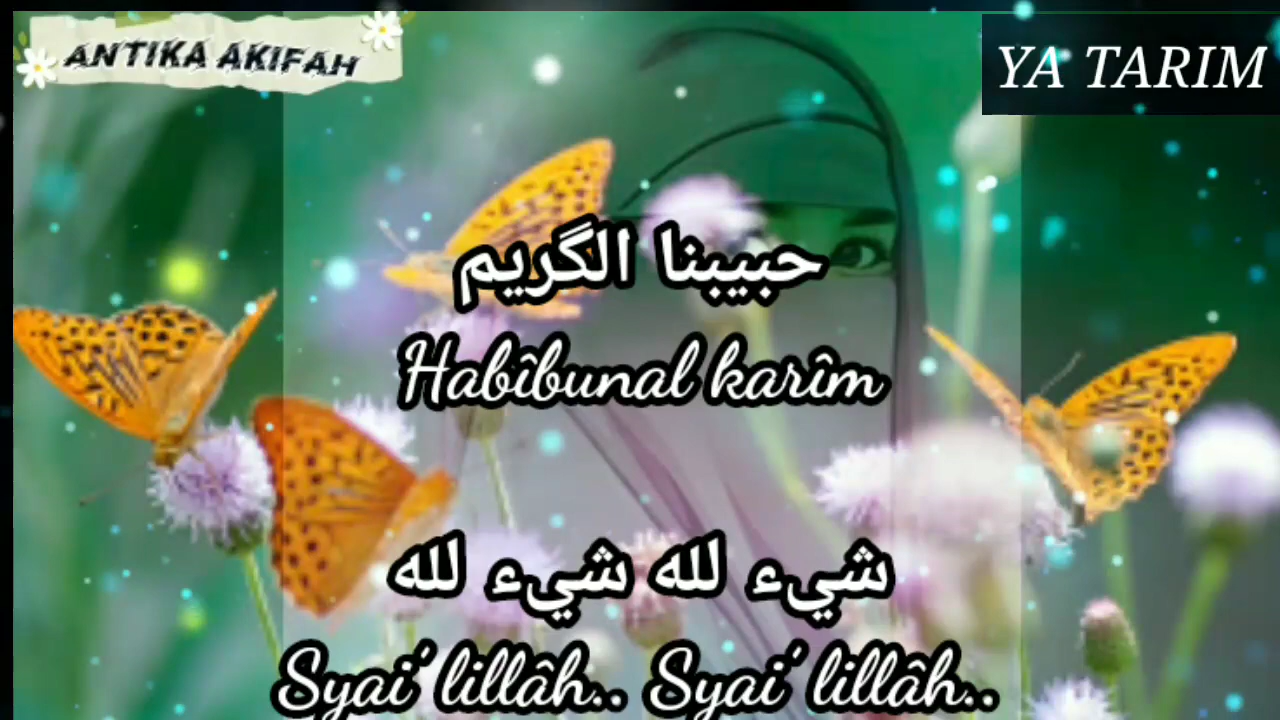 ANTIKA AKIFAH
YA TARIM
حبيبنا الگريم
Habîbunal karîm
شيء لله شيء لله
Syai' lillâh.. Syai' lillâh..